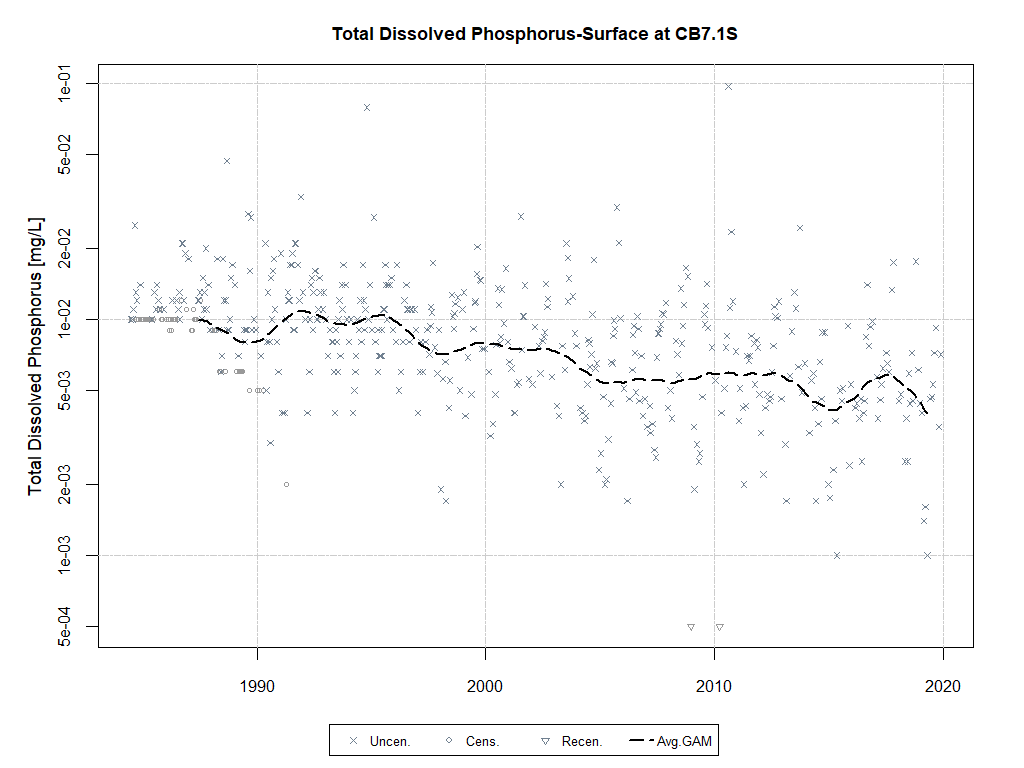 Total Dissolved Phosphorus-Surface at CB7.1S
Total Dissolved Phosphorus [mg/L]
1e-01
5e-02
2e-02
1e-02
5e-03
2e-03
1e-03
5e-04
1990 2000 2010 2020
Uncen. Cens. Recen. Avg.GAM